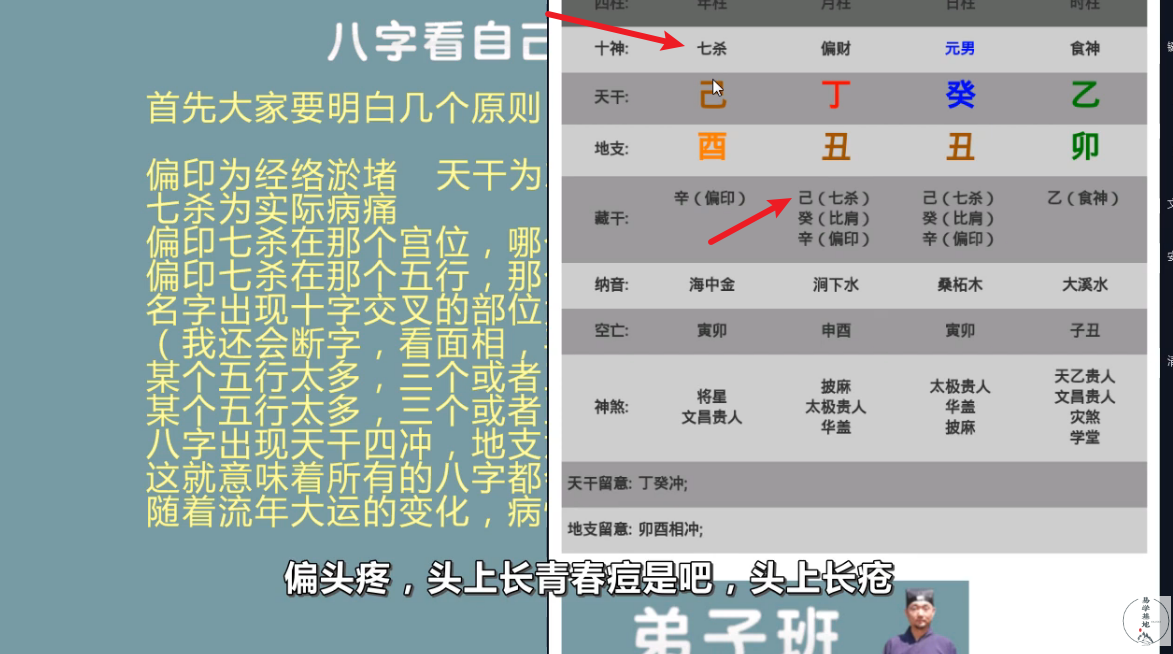 八字看自己
首先大家要明白几个原则
偏印为经络淤堵 天干为
七杀为实际病痛
偏印七杀在那个宫位，哪
偏印七杀在那个五行，那
名字出现十字交叉的部位
（我还会断字，看面相，
某个五行太多，三个或者
某个五行太多，三个或者
八字出现天干四冲，地支
这就意味着所有的八字都
随着流年大运的变化，病
四柱: 年柱 月柱 日柱 时柱
十神: 七杀 偏财 元男 食神
天干: 己 丁 癸 乙
地支: 酉 丑 丑 卯
藏干: 辛（偏印） 己（七杀） 己（七杀） 乙（食神）
癸（比肩） 癸（比肩）
辛（偏印） 辛（偏印）
纳音: 海中金 涧下水 桑柘木 大溪水
空亡: 寅卯 申酉 寅卯 子丑
神煞: 将星 披麻 太极贵人 天乙贵人
文昌贵人 太极贵人 华盖 文昌贵人
华盖 披麻 灾煞
学堂
天干留意: 丁癸冲;
地支留意: 卯酉相冲;
偏头疼，头上长青春痘是吧，头上长疮
弟子班
易学基地